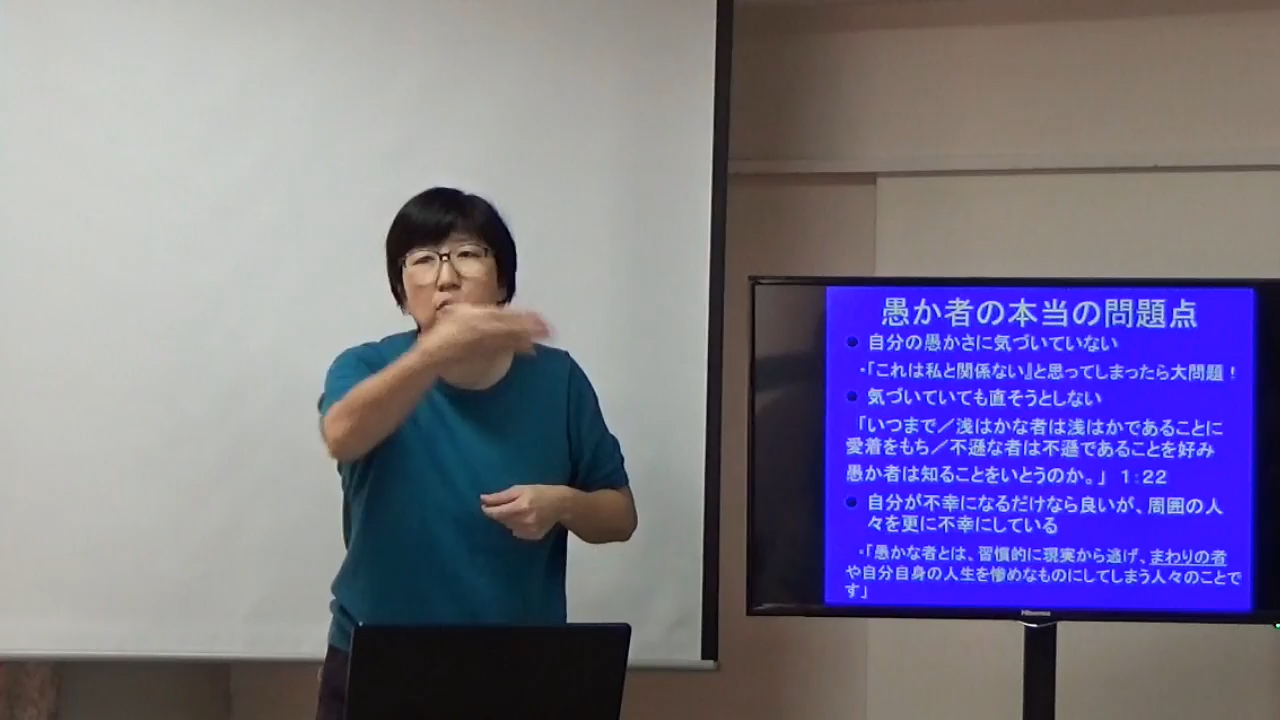 愚か者の本当の問題点
● 自分の愚かさに気づいていない
・「これは私と関係ない』と思ってしまったら大問題！
● 気づいていても直そうとしない
「いつまで／浅はかな者は浅はかであることに
愛着をもち／不遜な者は不遜であることを好み
愚か者は知ることをいとうのか。」 1：22
● 自分が不幸になるだけなら良いが、周囲の人
々を更に不幸にしている
・「愚かな者とは、習慣的に現実から逃げ、まわりの者
や自分自身の人生を惨めなものにしてしまう人々のことで
す」
Hisense